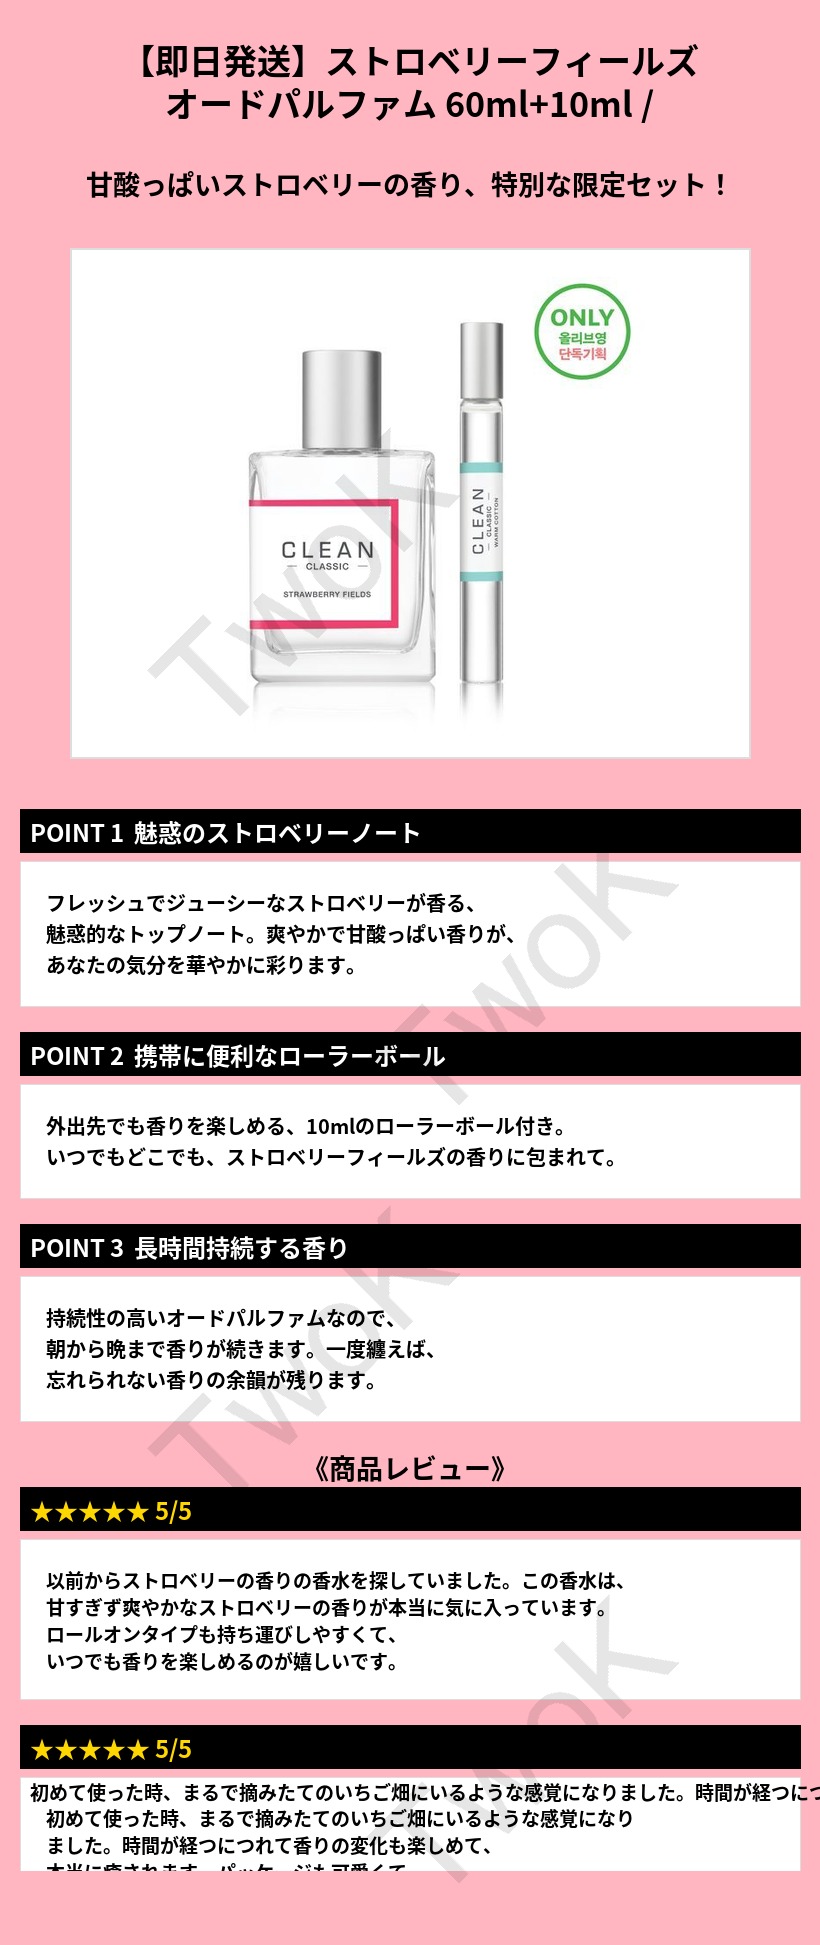 【即日発送】ストロベリーフィールズ
オードパルファム 60ml+10ml /
甘酸っぱいストロベリーの香り、特別な限定セット！
ONLY
올리브영
단독기획
CLEAN
CLASSIC
STRAWBERRY FIELDS
CLEAN
CLASSIC
WARM COTTON
TwoK
POINT 1 魅惑のストロベリーノート
フレッシュでジューシーなストロベリーが香る、
魅惑的なトップノート。爽やかで甘酸っぱい香りが、
あなたの気分を華やかに彩ります。
TwoK
POINT 2 携帯に便利なローラーボール
外出先でも香りを楽しめる、10mlのローラーボール付き。
いつでもどこでも、ストロベリーフィールズの香りに包まれて。
POINT 3 長時間持続する香り
持続性の高いオードパルファムなので、
朝から晩まで香りが続きます。一度纏えば、
忘れられない香りの余韻が残ります。
TwoK
《商品レビュー》
★★★★★ 5/5
以前からストロベリーの香りの香水を探していました。この香水は、
甘すぎず爽やかなストロベリーの香りが本当に気に入っています。
ロールオンタイプも持ち運びしやすくて、
いつでも香りを楽しめるのが嬉しいです。
TwoK
★★★★★ 5/5
初めて使った時、まるで摘みたてのいちご畑にいるような感覚になりました。時間が経つにつ
初めて使った時、まるで摘みたてのいちご畑にいるような感覚になり
ました。時間が経つにつれて香りの変化も楽しめて、
本当に癒されます。パッケージも可愛くて、